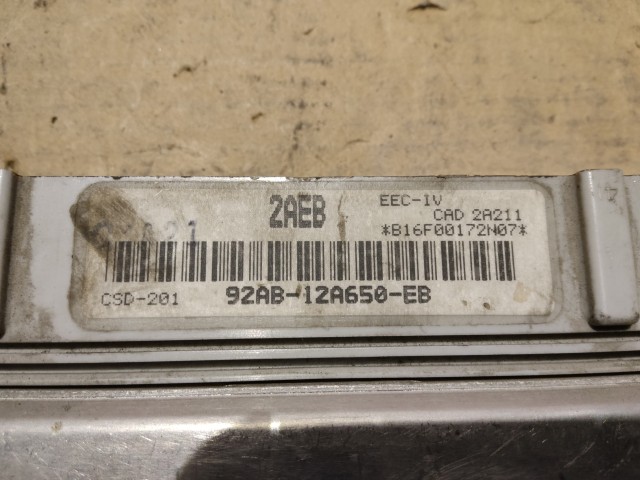 2AEB
EEC-IV
CAD 2A211
*B16F00172N07*
CSD-201
92AB-12A650-EB